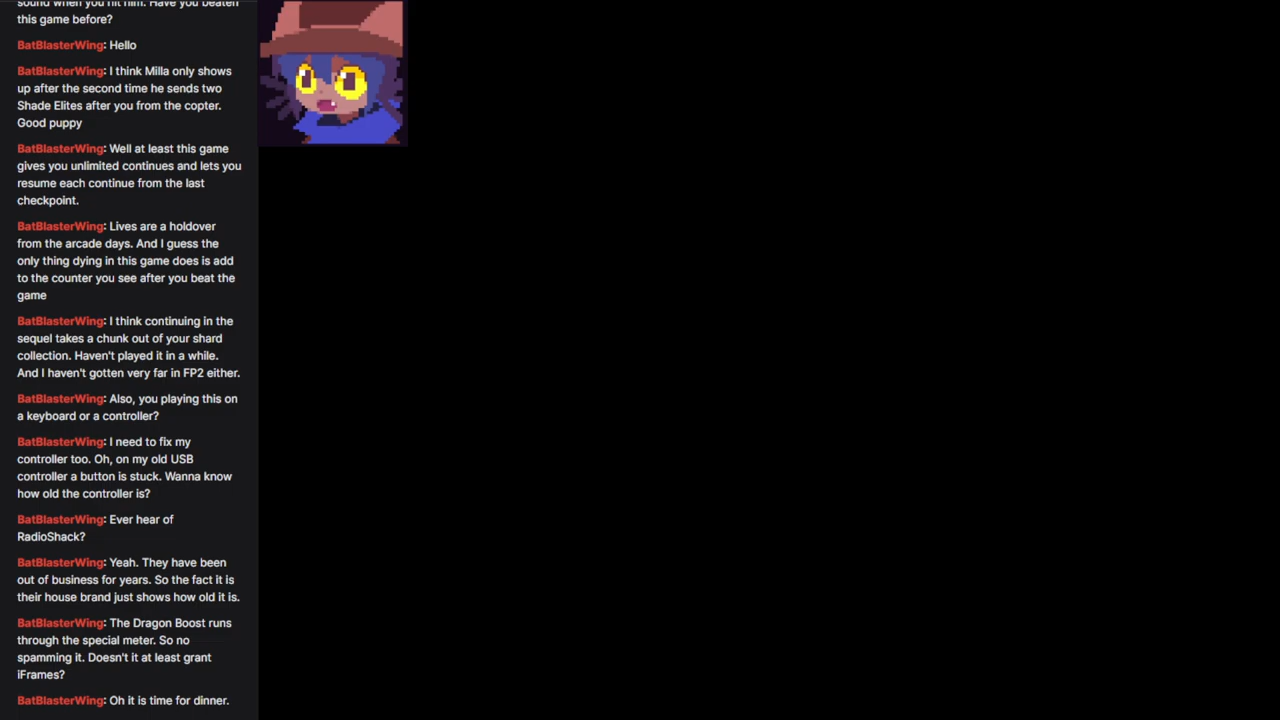 sound when you hit him. Have you beaten
this game before?
BatBlasterWing: Hello
BatBlasterWing: I think Milla only shows
up after the second time he sends two
Shade Elites after you from the copter.
Good puppy
BatBlasterWing: Well at least this game
gives you unlimited continues and lets you
resume each continue from the last
checkpoint.
BatBlasterWing: Lives are a holdover
from the arcade days. And I guess the
only thing dying in this game does is add
to the counter you see after you beat the
game
BatBlasterWing: I think continuing in the
sequel takes a chunk out of your shard
collection. Haven't played it in a while.
And I haven't gotten very far in FP2 either.
BatBlasterWing: Also, you playing this on
a keyboard or a controller?
BatBlasterWing: I need to fix my
controller too. Oh, on my old USB
controller a button is stuck. Wanna know
how old the controller is?
BatBlasterWing: Ever hear of
RadioShack?
BatBlasterWing: Yeah. They have been
out of business for years. So the fact it is
their house brand just shows how old it is.
BatBlasterWing: The Dragon Boost runs
through the special meter. So no
spamming it. Doesn't it at least grant
iFrames?
BatBlasterWing: Oh it is time for dinner.